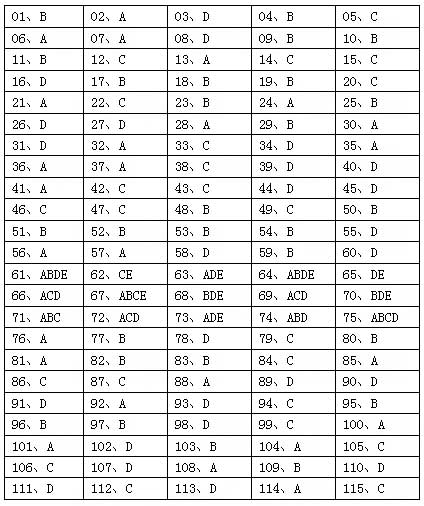 01、B 02、A 03、D 04、B 05、C
06、A 07、A 08、D 09、B 10、B
11、B 12、C 13、A 14、C 15、C
16、D 17、B 18、B 19、B 20、C
21、A 22、C 23、B 24、A 25、B
26、D 27、D 28、A 29、B 30、A
31、D 32、A 33、C 34、D 35、A
36、A 37、A 38、C 39、D 40、D
41、A 42、C 43、C 44、D 45、D
46、C 47、C 48、B 49、C 50、B
51、B 52、B 53、B 54、B 55、D
56、A 57、A 58、D 59、B 60、D
61、ABDE 62、CE 63、ADE 64、ABDE 65、DE
66、ACD 67、ABCE 68、BDE 69、ACD 70、BDE
71、ABC 72、ACD 73、ADE 74、ABD 75、ABCD
76、A 77、B 78、D 79、C 80、B
81、A 82、B 83、B 84、C 85、A
86、C 87、C 88、A 89、D 90、D
91、D 92、A 93、D 94、C 95、B
96、B 97、B 98、D 99、C 100、A
101、A 102、D 103、B 104、A 105、C
106、C 107、D 108、A 109、B 110、D
111、D 112、C 113、D 114、A 115、C